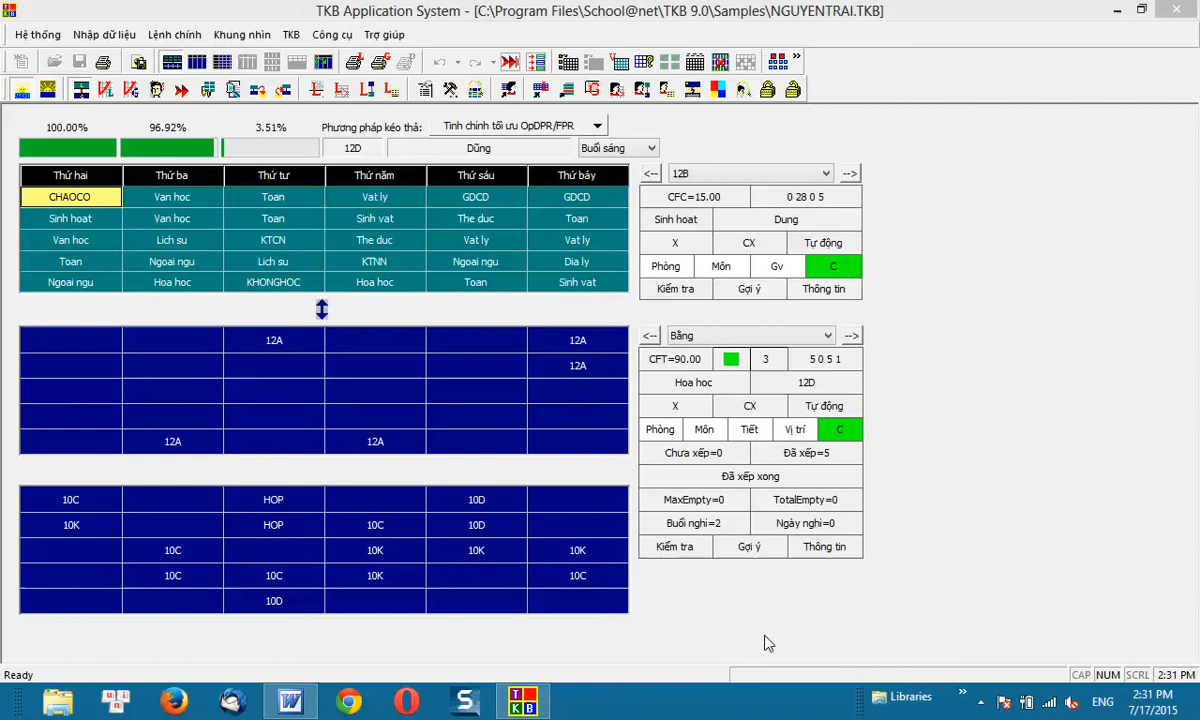 TKB Application System - [C:\Program Files\School@net\TKB 9.0\Samples\NGUYENTRAI.TKB]
Hệ thống Nhập dữ liệu Lệnh chính Khung nhìn TKB Công cụ Trợ giúp
100.00% 96.92% 3.51% Phương pháp kéo thả: Tinh chỉnh tối ưu OpDPR/FPR
12D Dũng Buổi sáng
Thứ hai Thứ ba Thứ tư Thứ năm Thứ sáu Thứ bảy
CHAOCO Van hoc Toan Vat ly GDCD GDCD
Sinh hoat Van hoc Toan Sinh vat The duc Toan
Van hoc Lich su KTCN The duc Vat ly Vat ly
Toan Ngoai ngu Lich su KTNN Ngoai ngu Dia ly
Ngoai ngu Hoa hoc KHONGHOC Hoa hoc Toan Sinh vat
<-- 12B -->
CFC=15.00 0 28 0 5
Sinh hoat Dung
X CX Tự động
Phòng Môn Gv C
Kiểm tra Gợi ý Thông tin
12A 12A
12A
12A 12A
<-- Bằng -->
CFT=90.00 3 5 0 5 1
Hoa hoc 12D
X CX Tự động
Phòng Môn Tiết Vị trí C
Chưa xếp=0 Đã xếp=5
Đã xếp xong
MaxEmpty=0 TotalEmpty=0
Buổi nghỉ=2 Ngày nghỉ=0
Kiểm tra Gợi ý Thông tin
10C HOP 10D
10K HOP 10C 10D
10C 10K 10K 10K
10C 10C 10K 10C
10D
Ready CAP NUM SCRL 2:31 PM
TKB Libraries ENG 2:31 PM
7/17/2015